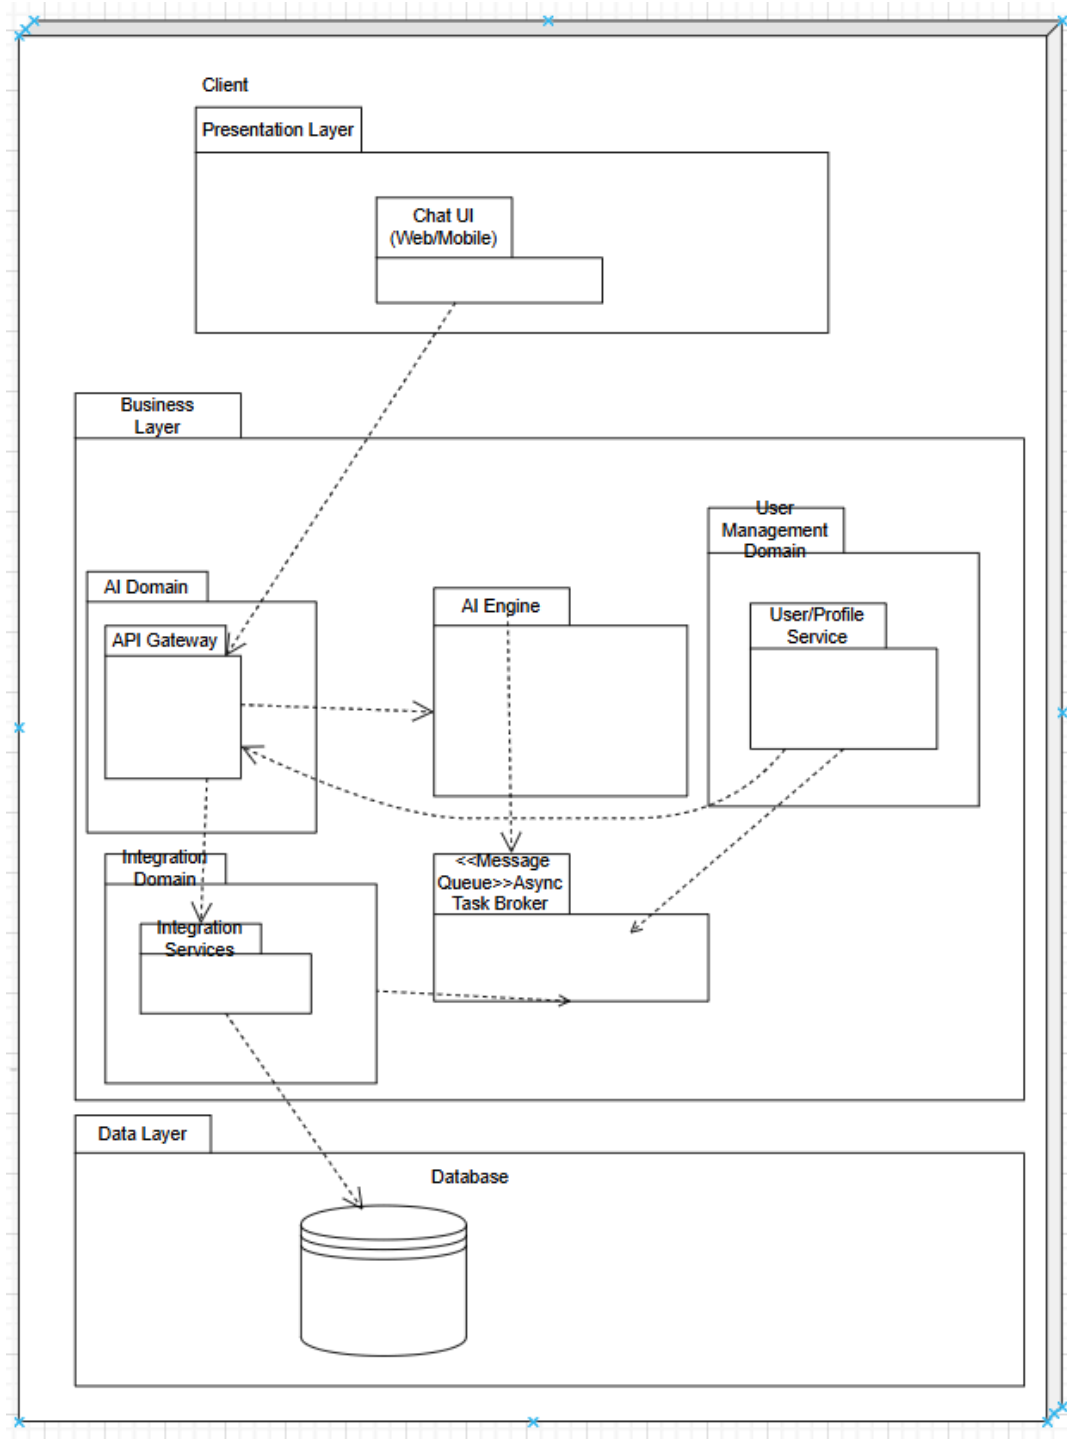 Client
Presentation Layer
Chat UI
(Web/Mobile)
Business
Layer
User
Management
Domain
AI Domain
AI Engine
User/Profile
Service
API Gateway
Integration
Domain
<<Message
Queue>>Async
Task Broker
Integration
Services
Data Layer
Database